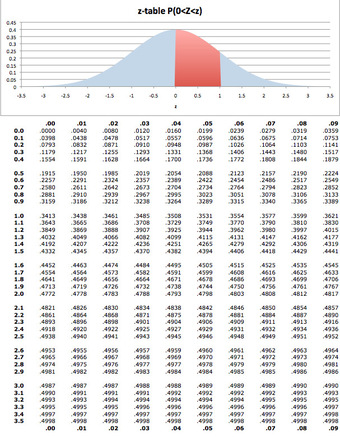 z-table P(0<Z<z)
0.45
0.4
0.35
0.3
0.25
0.2
0.15
0.1
0.05
-3.5 -3 -2.5 -2 -1.5 -1 -0.5 0 0.5 1 1.5 2 2.5 3 3.5
z
.00 .01 .02 .03 .04 .05 .06 .07 .08 .09
0.0 .0000 .0040 .0080 .0120 .0160 .0199 .0239 .0279 .0319 .0359
0.1 .0398 .0438 .0478 .0517 .0557 .0596 .0636 .0675 .0714 .0753
0.2 .0793 .0832 .0871 .0910 .0948 .0987 .1026 .1064 .1103 .1141
0.3 .1179 .1217 .1255 .1293 .1331 .1368 .1406 .1443 .1480 .1517
0.4 .1554 .1591 .1628 .1664 .1700 .1736 .1772 .1808 .1844 .1879
0.5 .1915 .1950 .1985 .2019 .2054 .2088 .2123 .2157 .2190 .2224
0.6 .2257 .2291 .2324 .2357 .2389 .2422 .2454 .2486 .2517 .2549
0.7 .2580 .2611 .2642 .2673 .2704 .2734 .2764 .2794 .2823 .2852
0.8 .2881 .2910 .2939 .2967 .2995 .3023 .3051 .3078 .3106 .3133
0.9 .3159 .3186 .3212 .3238 .3264 .3289 .3315 .3340 .3365 .3389
1.0 .3413 .3438 .3461 .3485 .3508 .3531 .3554 .3577 .3599 .3621
1.1 .3643 .3665 .3686 .3708 .3729 .3749 .3770 .3790 .3810 .3830
1.2 .3849 .3869 .3888 .3907 .3925 .3944 .3962 .3980 .3997 .4015
1.3 .4032 .4049 .4066 .4082 .4099 .4115 .4131 .4147 .4162 .4177
1.4 .4192 .4207 .4222 .4236 .4251 .4265 .4279 .4292 .4306 .4319
1.5 .4332 .4345 .4357 .4370 .4382 .4394 .4406 .4418 .4429 .4441
1.6 .4452 .4463 .4474 .4484 .4495 .4505 .4515 .4525 .4535 .4545
1.7 .4554 .4564 .4573 .4582 .4591 .4599 .4608 .4616 .4625 .4633
1.8 .4641 .4649 .4656 .4664 .4671 .4678 .4686 .4693 .4699 .4706
1.9 .4713 .4719 .4726 .4732 .4738 .4744 .4750 .4756 .4761 .4767
2.0 .4772 .4778 .4783 .4788 .4793 .4798 .4803 .4808 .4812 .4817
2.1 .4821 .4826 .4830 .4834 .4838 .4842 .4846 .4850 .4854 .4857
2.2 .4861 .4864 .4868 .4871 .4875 .4878 .4881 .4884 .4887 .4890
2.3 .4893 .4896 .4898 .4901 .4904 .4906 .4909 .4911 .4913 .4916
2.4 .4918 .4920 .4922 .4925 .4927 .4929 .4931 .4932 .4934 .4936
2.5 .4938 .4940 .4941 .4943 .4945 .4946 .4948 .4949 .4951 .4952
2.6 .4953 .4955 .4956 .4957 .4959 .4960 .4961 .4962 .4963 .4964
2.7 .4965 .4966 .4967 .4968 .4969 .4970 .4971 .4972 .4973 .4974
2.8 .4974 .4975 .4976 .4977 .4977 .4978 .4979 .4979 .4980 .4981
2.9 .4981 .4982 .4982 .4983 .4984 .4984 .4985 .4985 .4986 .4986
3.0 .4987 .4987 .4987 .4988 .4988 .4989 .4989 .4989 .4990 .4990
3.1 .4990 .4991 .4991 .4991 .4992 .4992 .4992 .4992 .4993 .4993
3.2 .4993 .4993 .4994 .4994 .4994 .4994 .4994 .4995 .4995 .4995
3.3 .4995 .4995 .4995 .4996 .4996 .4996 .4996 .4996 .4996 .4997
3.4 .4997 .4997 .4997 .4997 .4997 .4997 .4997 .4997 .4997 .4998
3.5 .4998 .4998 .4998 .4998 .4998 .4998 .4998 .4998 .4998 .4998
.00 .01 .02 .03 .04 .05 .06 .07 .08 .09